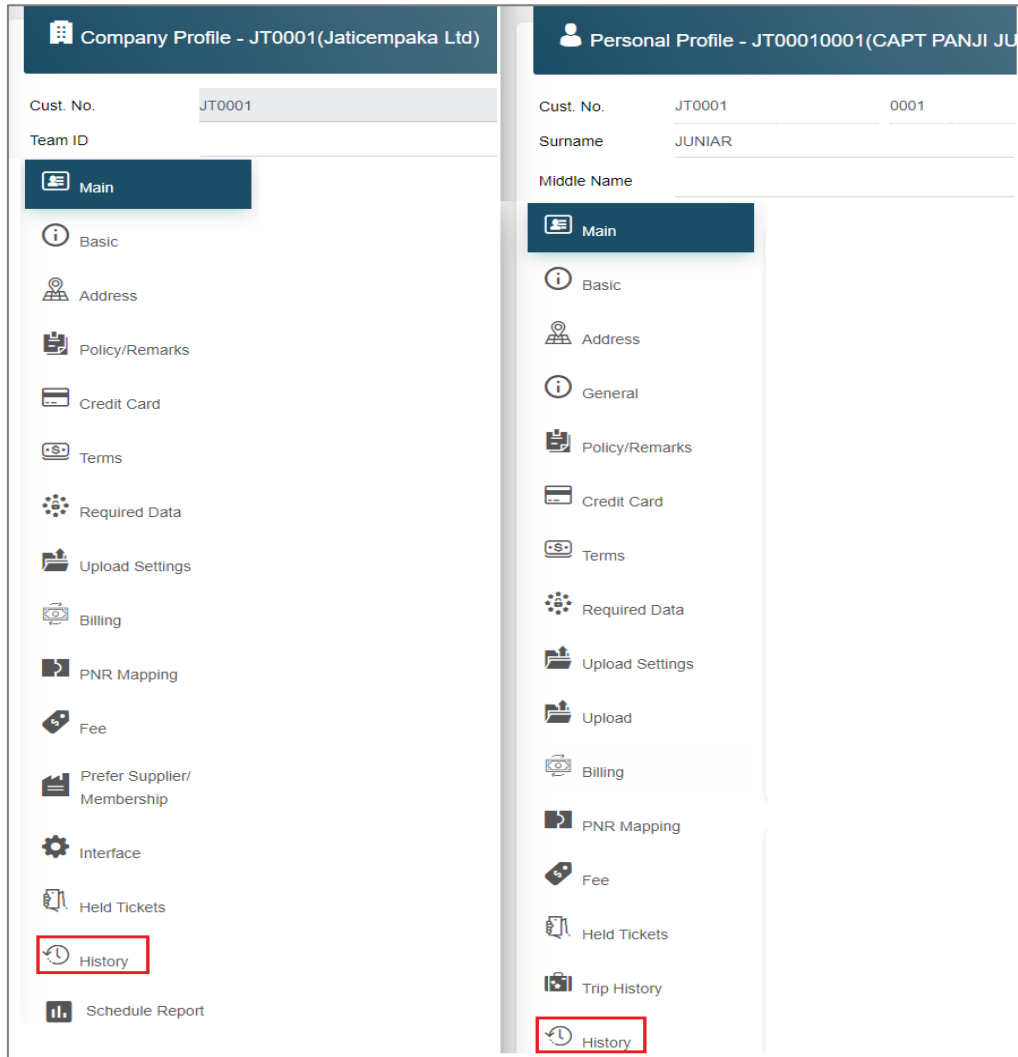 Company Profile - JT0001(Jaticempaka Ltd)
Cust. No. JT0001
Team ID
Main
Basic
Address
Policy/Remarks
Credit Card
Terms
Required Data
Upload Settings
Billing
PNR Mapping
Fee
Prefer Supplier/
Membership
Interface
Held Tickets
History
Schedule Report
Personal Profile - JT00010001(CAPT PANJI JU
Cust. No. JT0001 0001
Surname JUNIAR
Middle Name
Main
Basic
Address
General
Policy/Remarks
Credit Card
Terms
Required Data
Upload Settings
Upload
Billing
PNR Mapping
Fee
Held Tickets
Trip History
History